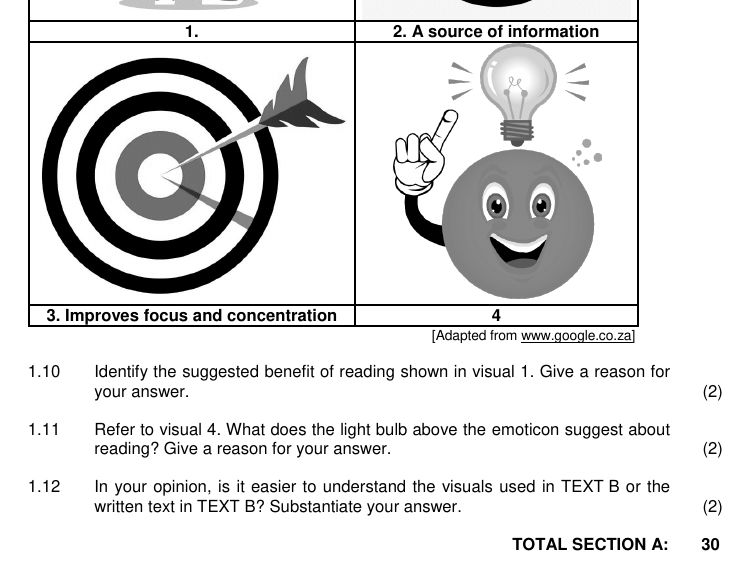 1.
2. A source of information
3. Improves focus and concentration
4
[Adapted from www.google.co.za]
1.10 Identify the suggested benefit of reading shown in visual 1. Give a reason for
your answer. (2)
1.11 Refer to visual 4. What does the light bulb above the emoticon suggest about
reading? Give a reason for your answer. (2)
1.12 In your opinion, is it easier to understand the visuals used in TEXT B or the
written text in TEXT B? Substantiate your answer. (2)
TOTAL SECTION A: 30